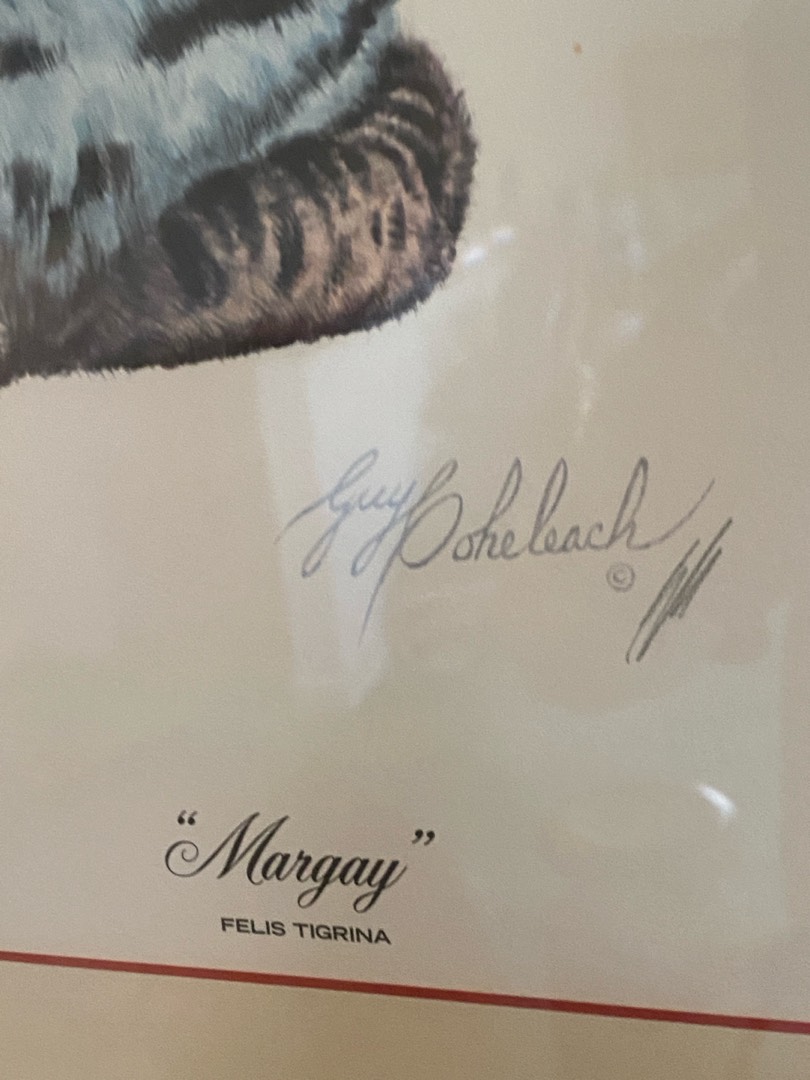 Guy Coheleach
©
“Margay”
FELIS TIGRINA